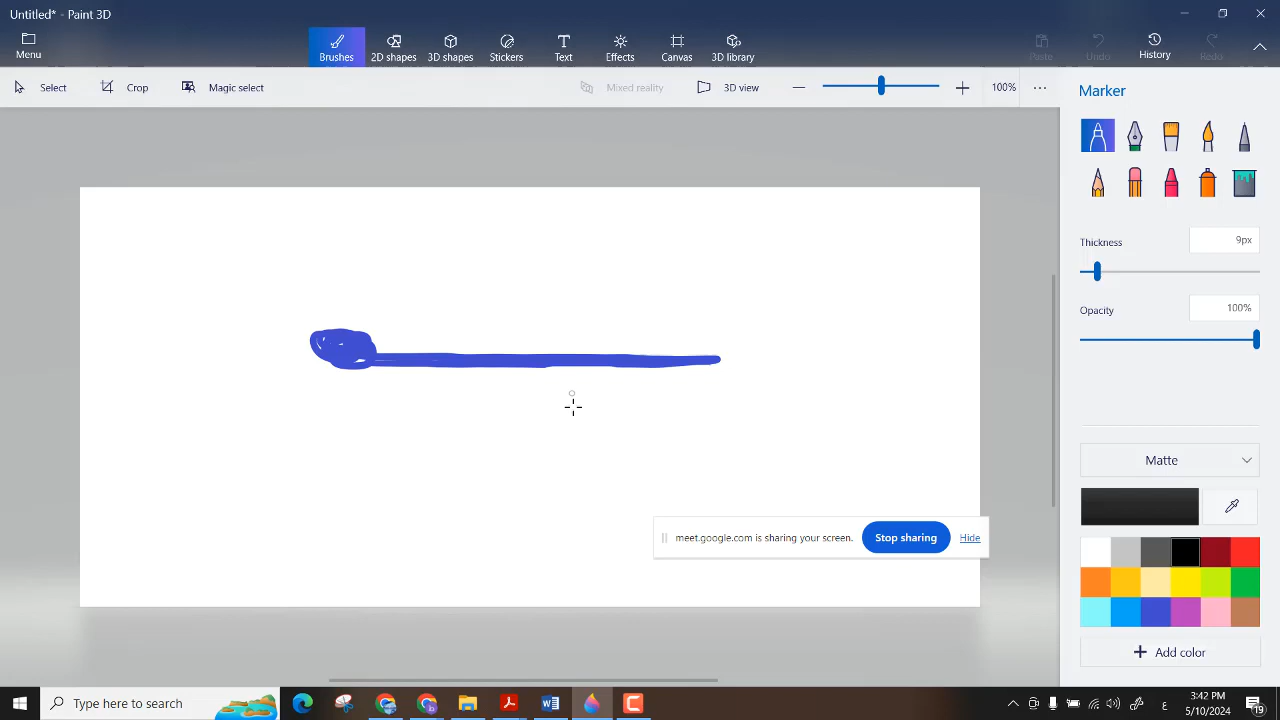 Untitled* - Paint 3D
Menu
Brushes
2D shapes
3D shapes
Stickers
Text
Effects
Canvas
3D library
Paste
Undo
History
Redo
Select
Crop
Magic select
Mixed reality
3D view
100%
Marker
Thickness
9px
Opacity
100%
Matte
meet.google.com is sharing your screen.
Stop sharing
Hide
Add color
Type here to search
3:42 PM
5/10/2024
19